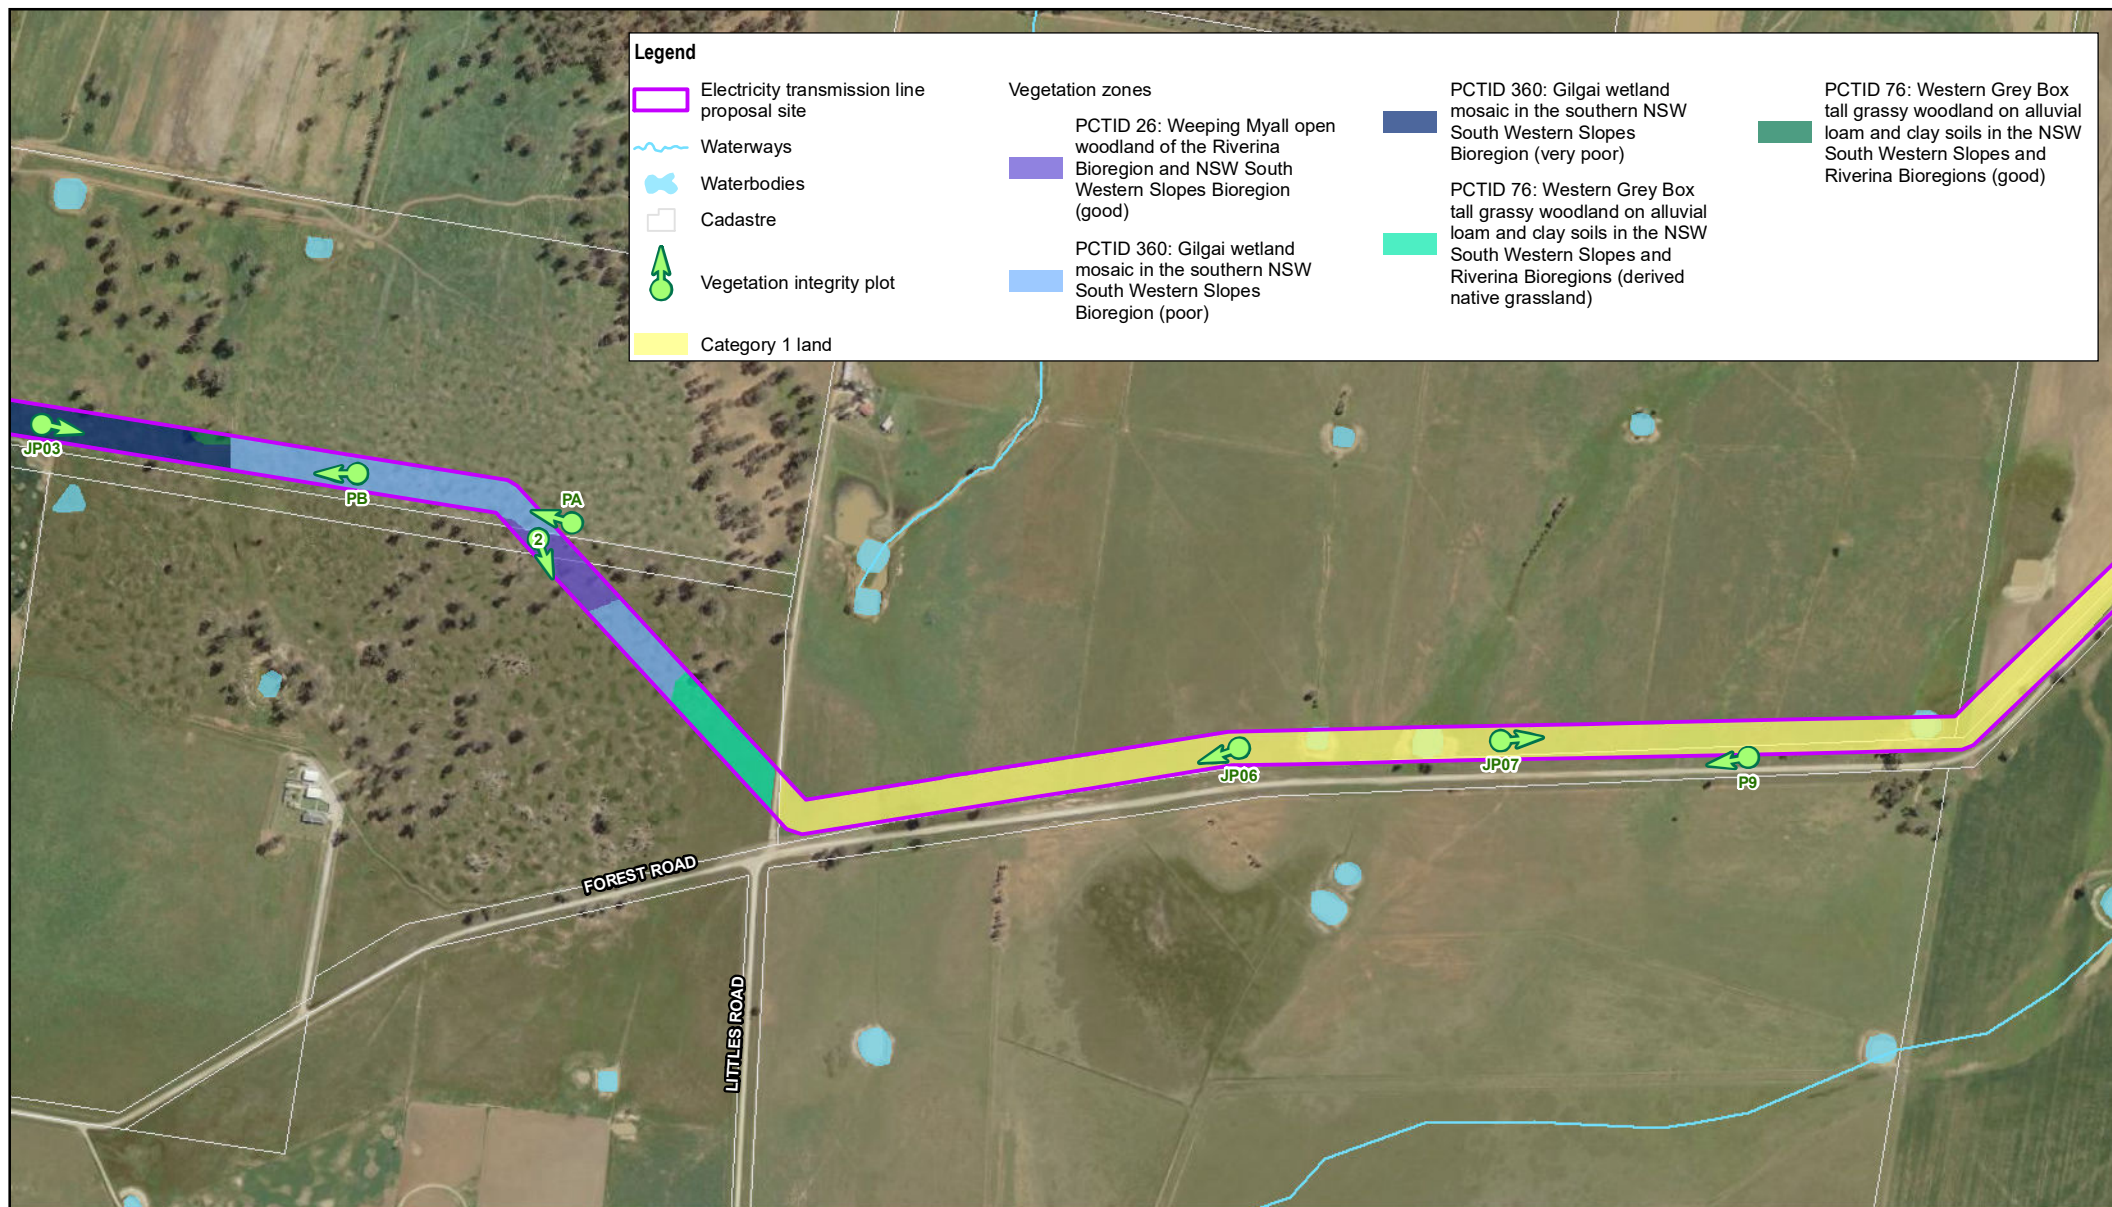 Legend
Electricity transmission line
proposal site
Waterways
Waterbodies
Cadastre
Vegetation integrity plot
Category 1 land
Vegetation zones
PCTID 26: Weeping Myall open
woodland of the Riverina
Bioregion and NSW South
Western Slopes Bioregion
(good)
PCTID 360: Gilgai wetland
mosaic in the southern NSW
South Western Slopes
Bioregion (poor)
PCTID 360: Gilgai wetland
mosaic in the southern NSW
South Western Slopes
Bioregion (very poor)
PCTID 76: Western Grey Box
tall grassy woodland on alluvial
loam and clay soils in the NSW
South Western Slopes and
Riverina Bioregions (derived
native grassland)
PCTID 76: Western Grey Box
tall grassy woodland on alluvial
loam and clay soils in the NSW
South Western Slopes and
Riverina Bioregions (good)
JP03
PB
PA
2
JP06
JP07
P9
FOREST ROAD
LITTLES ROAD